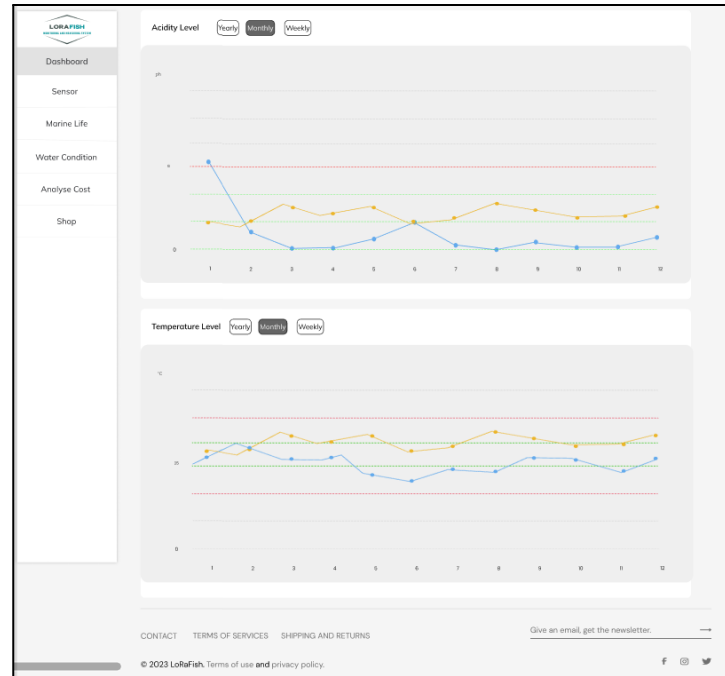 LORAFISH
Dashboard
Sensor
Marine Life
Water Condition
Analyse Cost
Shop
Acidity Level Yearly Monthly Weekly
ph
0
1 2 3 4 5 6 7 8 9 10 11 12
Temperature Level Yearly Monthly Weekly
°C
25
0
1 2 3 4 5 6 7 8 9 10 11 12
CONTACT TERMS OF SERVICES SHIPPING AND RETURNS
Give an email, get the newsletter.
© 2023 LoRaFish. Terms of use and privacy policy.